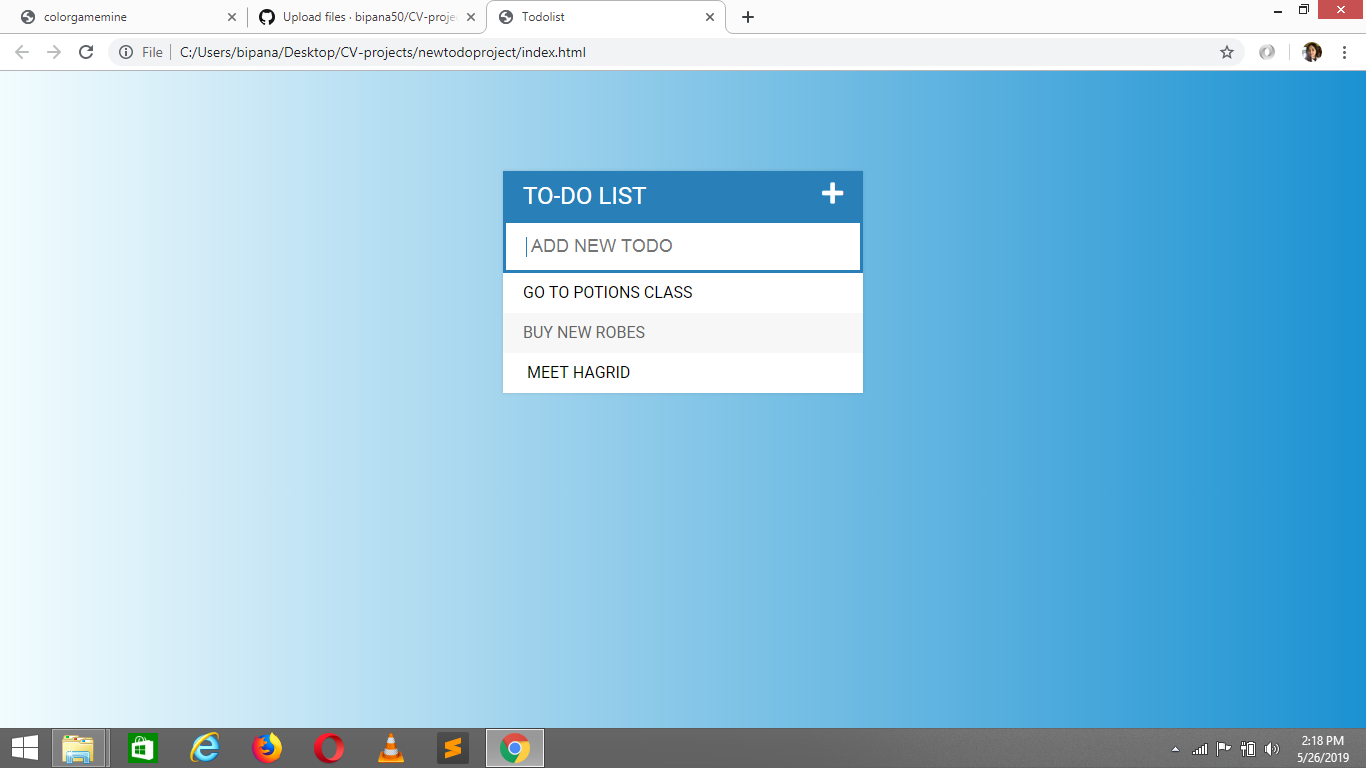 colorgamemine
Upload files · bipana50/CV-proje
Todolist
File
C:/Users/bipana/Desktop/CV-projects/newtodoproject/index.html
TO-DO LIST
ADD NEW TODO
GO TO POTIONS CLASS
BUY NEW ROBES
MEET HAGRID
2:18 PM
5/26/2019